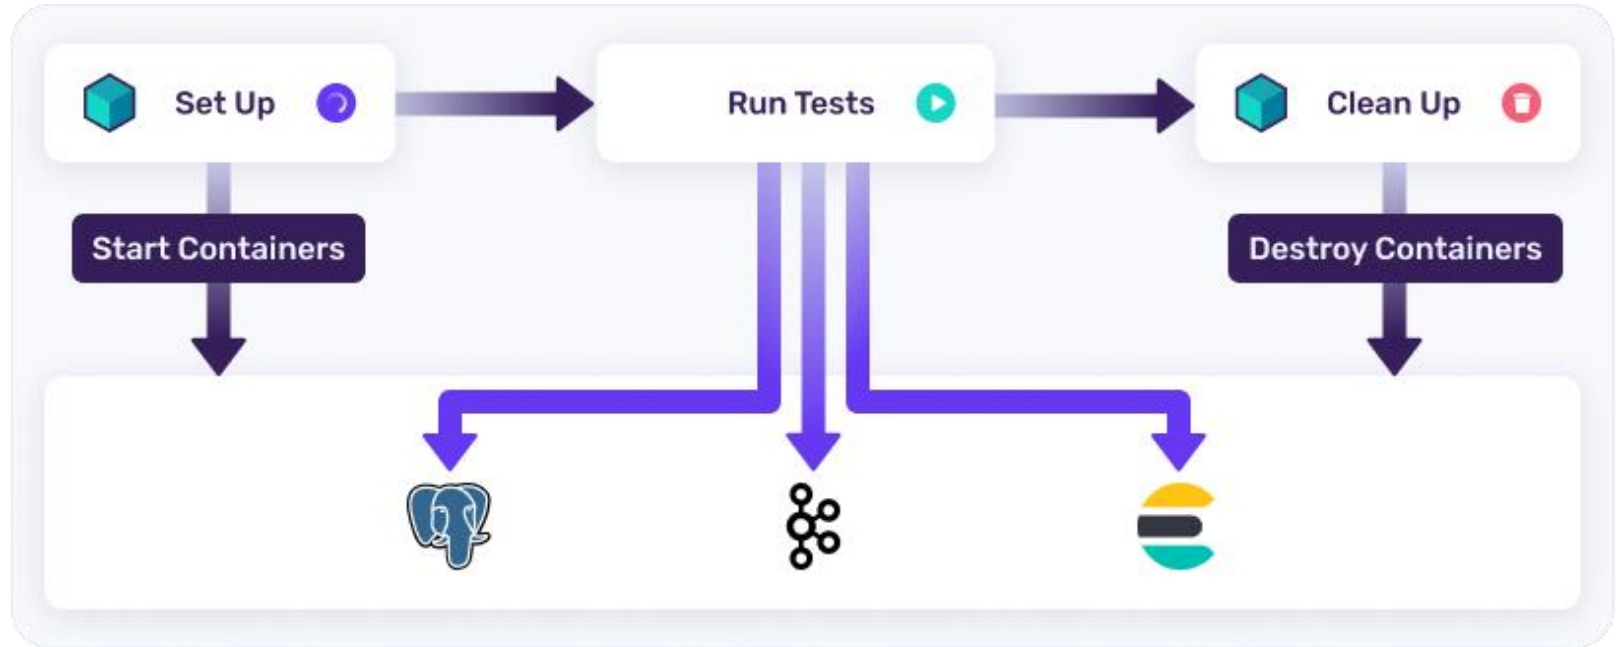 Set Up
Run Tests
Clean Up
Start Containers
Destroy Containers